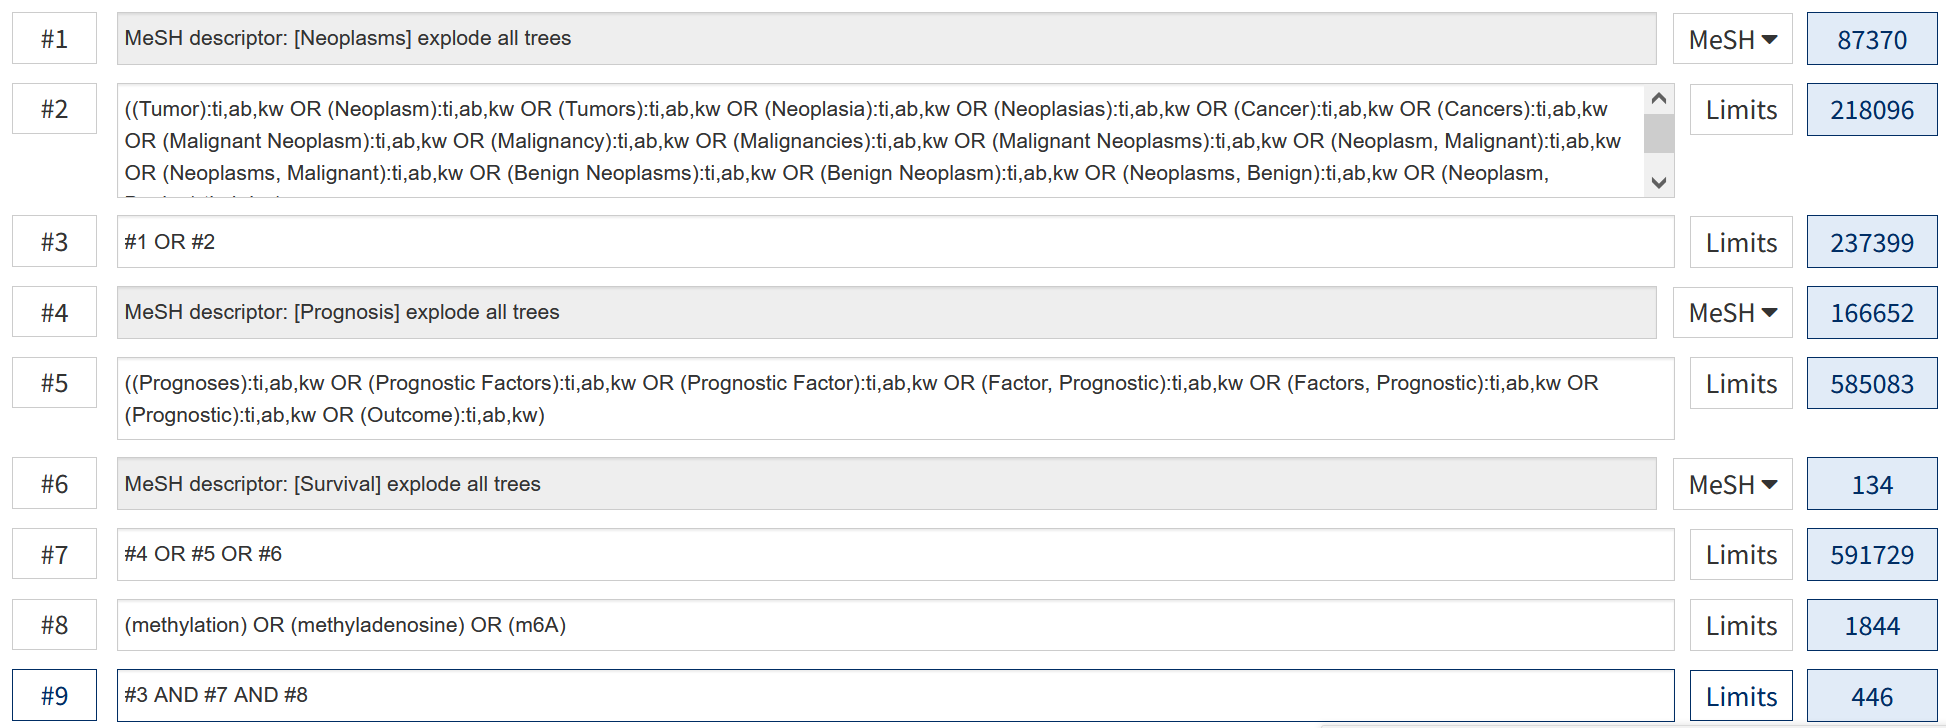 #1 MeSH descriptor: [Neoplasms] explode all trees MeSH 87370
#2 ((Tumor):ti,ab,kw OR (Neoplasm):ti,ab,kw OR (Tumors):ti,ab,kw OR (Neoplasia):ti,ab,kw OR (Neoplasias):ti,ab,kw OR (Cancer):ti,ab,kw OR (Cancers):ti,ab,kw Limits 218096
OR (Malignant Neoplasm):ti,ab,kw OR (Malignancy):ti,ab,kw OR (Malignancies):ti,ab,kw OR (Malignant Neoplasms):ti,ab,kw OR (Neoplasm, Malignant):ti,ab,kw
OR (Neoplasms, Malignant):ti,ab,kw OR (Benign Neoplasms):ti,ab,kw OR (Benign Neoplasm):ti,ab,kw OR (Neoplasms, Benign):ti,ab,kw OR (Neoplasm,
#3 #1 OR #2 Limits 237399
#4 MeSH descriptor: [Prognosis] explode all trees MeSH 166652
#5 ((Prognoses):ti,ab,kw OR (Prognostic Factors):ti,ab,kw OR (Prognostic Factor):ti,ab,kw OR (Factor, Prognostic):ti,ab,kw OR (Factors, Prognostic):ti,ab,kw OR Limits 585083
(Prognostic):ti,ab,kw OR (Outcome):ti,ab,kw)
#6 MeSH descriptor: [Survival] explode all trees MeSH 134
#7 #4 OR #5 OR #6 Limits 591729
#8 (methylation) OR (methyladenosine) OR (m6A) Limits 1844
#9 #3 AND #7 AND #8 Limits 446